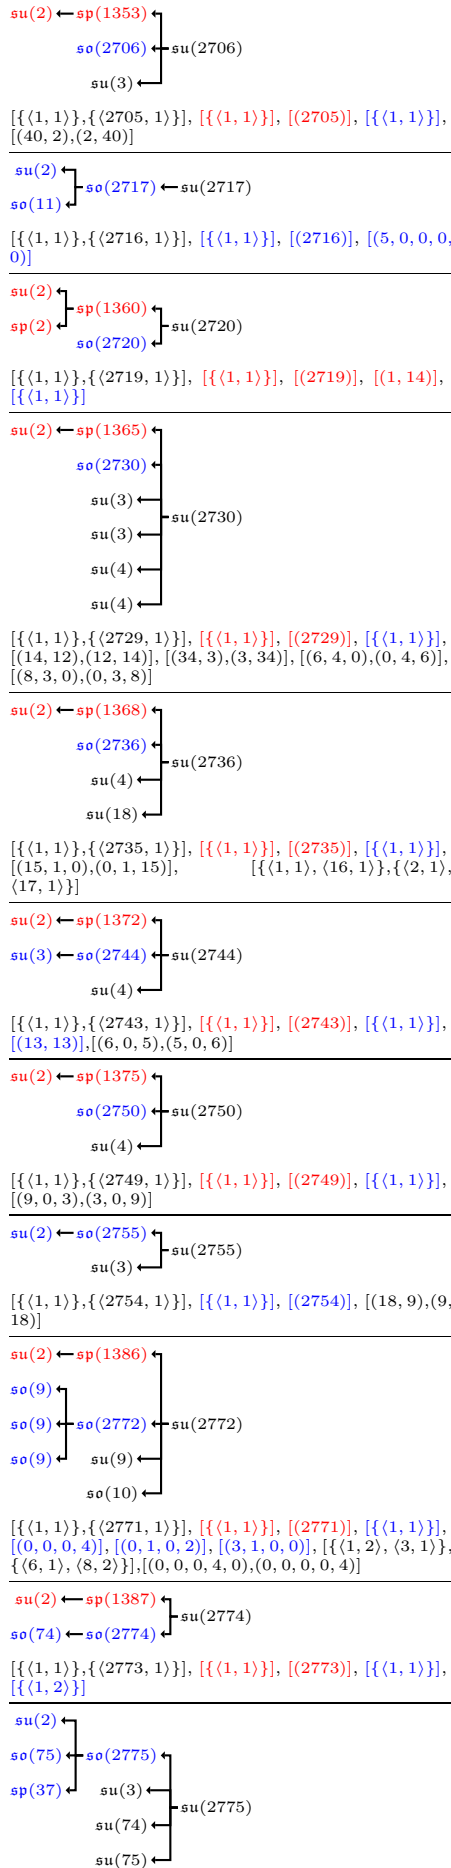 𝔰𝔲(2) 𝔰𝔭(1353)
𝔰𝔬(2706) 𝔰𝔲(2706)
𝔰𝔲(3)
[{⟨1, 1⟩},{⟨2705, 1⟩}], [{⟨1, 1⟩}], [(2705)], [{⟨1, 1⟩}],
[(40, 2),(2, 40)]
𝔰𝔲(2)
𝔰𝔬(2717) 𝔰𝔲(2717)
𝔰𝔬(11)
[{⟨1, 1⟩},{⟨2716, 1⟩}], [{⟨1, 1⟩}], [(2716)], [(5, 0, 0, 0,
0)]
𝔰𝔲(2)
𝔰𝔭(1360)
𝔰𝔭(2) 𝔰𝔲(2720)
𝔰𝔬(2720)
[{⟨1, 1⟩},{⟨2719, 1⟩}], [{⟨1, 1⟩}], [(2719)], [(1, 14)],
[{⟨1, 1⟩}]
𝔰𝔲(2) 𝔰𝔭(1365)
𝔰𝔬(2730)
𝔰𝔲(3)
𝔰𝔲(2730)
𝔰𝔲(3)
𝔰𝔲(4)
𝔰𝔲(4)
[{⟨1, 1⟩},{⟨2729, 1⟩}], [{⟨1, 1⟩}], [(2729)], [{⟨1, 1⟩}],
[(14, 12),(12, 14)], [(34, 3),(3, 34)], [(6, 4, 0),(0, 4, 6)],
[(8, 3, 0),(0, 3, 8)]
𝔰𝔲(2) 𝔰𝔭(1368)
𝔰𝔬(2736)
𝔰𝔲(2736)
𝔰𝔲(4)
𝔰𝔲(18)
[{⟨1, 1⟩},{⟨2735, 1⟩}], [{⟨1, 1⟩}], [(2735)], [{⟨1, 1⟩}],
[(15, 1, 0),(0, 1, 15)], [{⟨1, 1⟩, ⟨16, 1⟩},{⟨2, 1⟩,
⟨17, 1⟩}]
𝔰𝔲(2) 𝔰𝔭(1372)
𝔰𝔲(3) 𝔰𝔬(2744) 𝔰𝔲(2744)
𝔰𝔲(4)
[{⟨1, 1⟩},{⟨2743, 1⟩}], [{⟨1, 1⟩}], [(2743)], [{⟨1, 1⟩}],
[(13, 13)],[(6, 0, 5),(5, 0, 6)]
𝔰𝔲(2) 𝔰𝔭(1375)
𝔰𝔬(2750) 𝔰𝔲(2750)
𝔰𝔲(4)
[{⟨1, 1⟩},{⟨2749, 1⟩}], [{⟨1, 1⟩}], [(2749)], [{⟨1, 1⟩}],
[(9, 0, 3),(3, 0, 9)]
𝔰𝔲(2) 𝔰𝔬(2755)
𝔰𝔲(2755)
𝔰𝔲(3)
[{⟨1, 1⟩},{⟨2754, 1⟩}], [{⟨1, 1⟩}], [(2754)], [(18, 9),(9,
18)]
𝔰𝔲(2) 𝔰𝔭(1386)
𝔰𝔬(9)
𝔰𝔬(9) 𝔰𝔬(2772) 𝔰𝔲(2772)
𝔰𝔬(9) 𝔰𝔲(9)
𝔰𝔬(10)
[{⟨1, 1⟩},{⟨2771, 1⟩}], [{⟨1, 1⟩}], [(2771)], [{⟨1, 1⟩}],
[(0, 0, 0, 4)], [(0, 1, 0, 2)], [(3, 1, 0, 0)], [{⟨1, 2⟩, ⟨3, 1⟩},
{⟨6, 1⟩, ⟨8, 2⟩}],[(0, 0, 0, 4, 0),(0, 0, 0, 0, 4)]
𝔰𝔲(2) 𝔰𝔭(1387)
𝔰𝔲(2774)
𝔰𝔬(74) 𝔰𝔬(2774)
[{⟨1, 1⟩},{⟨2773, 1⟩}], [{⟨1, 1⟩}], [(2773)], [{⟨1, 1⟩}],
[{⟨1, 2⟩}]
𝔰𝔲(2)
𝔰𝔬(75) 𝔰𝔬(2775)
𝔰𝔭(37) 𝔰𝔲(3)
𝔰𝔲(2775)
𝔰𝔲(74)
𝔰𝔲(75)